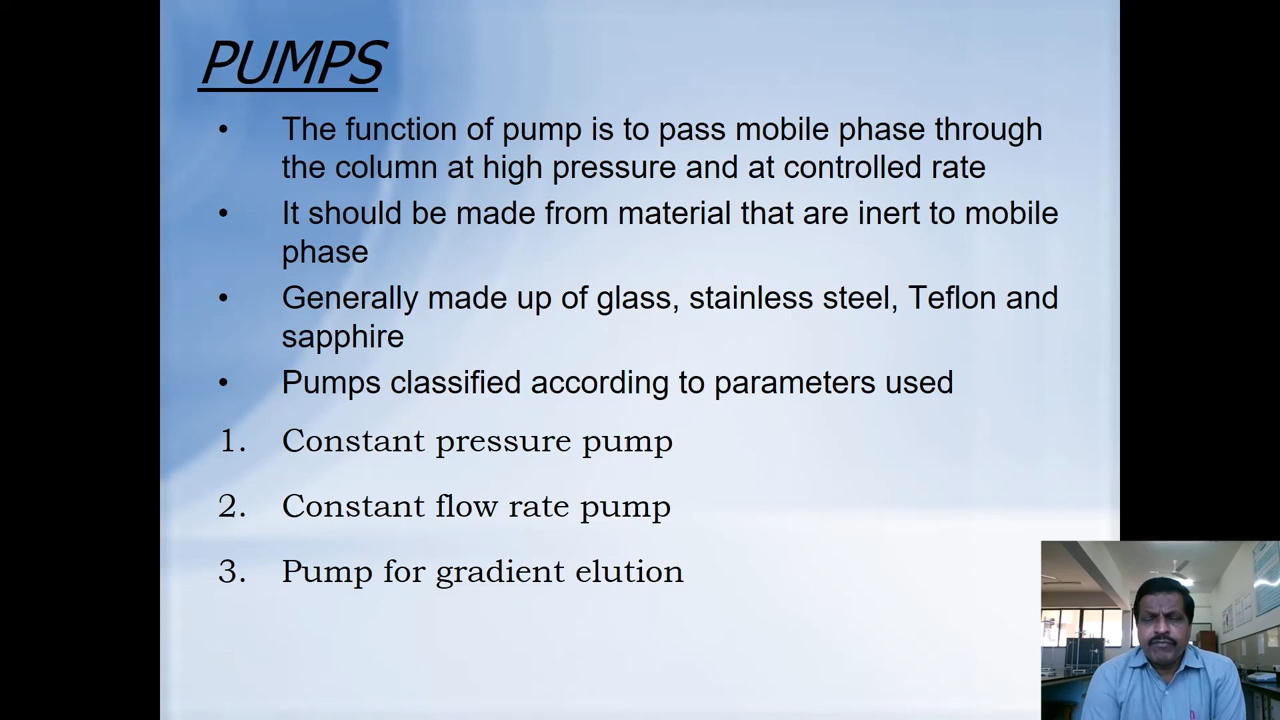 PUMPS
• The function of pump is to pass mobile phase through
the column at high pressure and at controlled rate
• It should be made from material that are inert to mobile
phase
• Generally made up of glass, stainless steel, Teflon and
sapphire
• Pumps classified according to parameters used
1. Constant pressure pump
2. Constant flow rate pump
3. Pump for gradient elution